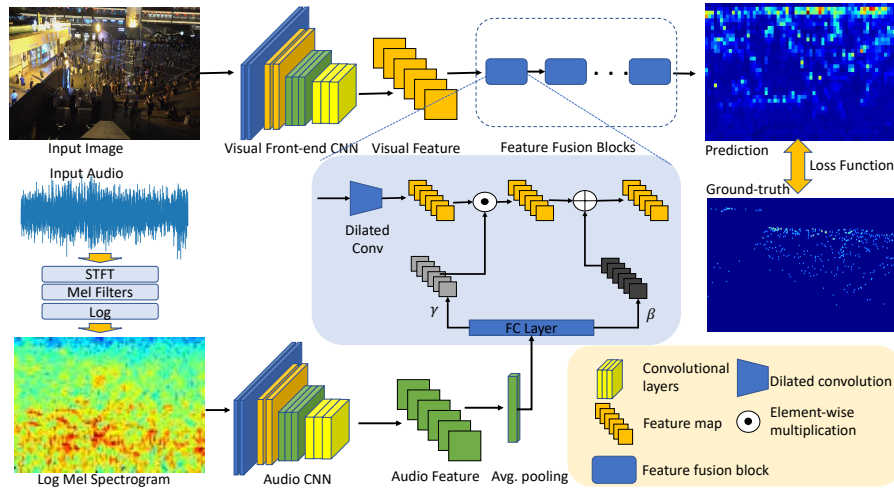 Input Image
Visual Front-end CNN
Visual Feature
Feature Fusion Blocks
Prediction
Loss Function
Ground-truth
Input Audio
STFT
Mel Filters
Log
Log Mel Spectrogram
Dilated
Conv
γ
β
FC Layer
Audio CNN
Audio Feature
Avg. pooling
Convolutional
layers
Dilated convolution
Feature map
Element-wise
multiplication
Feature fusion block